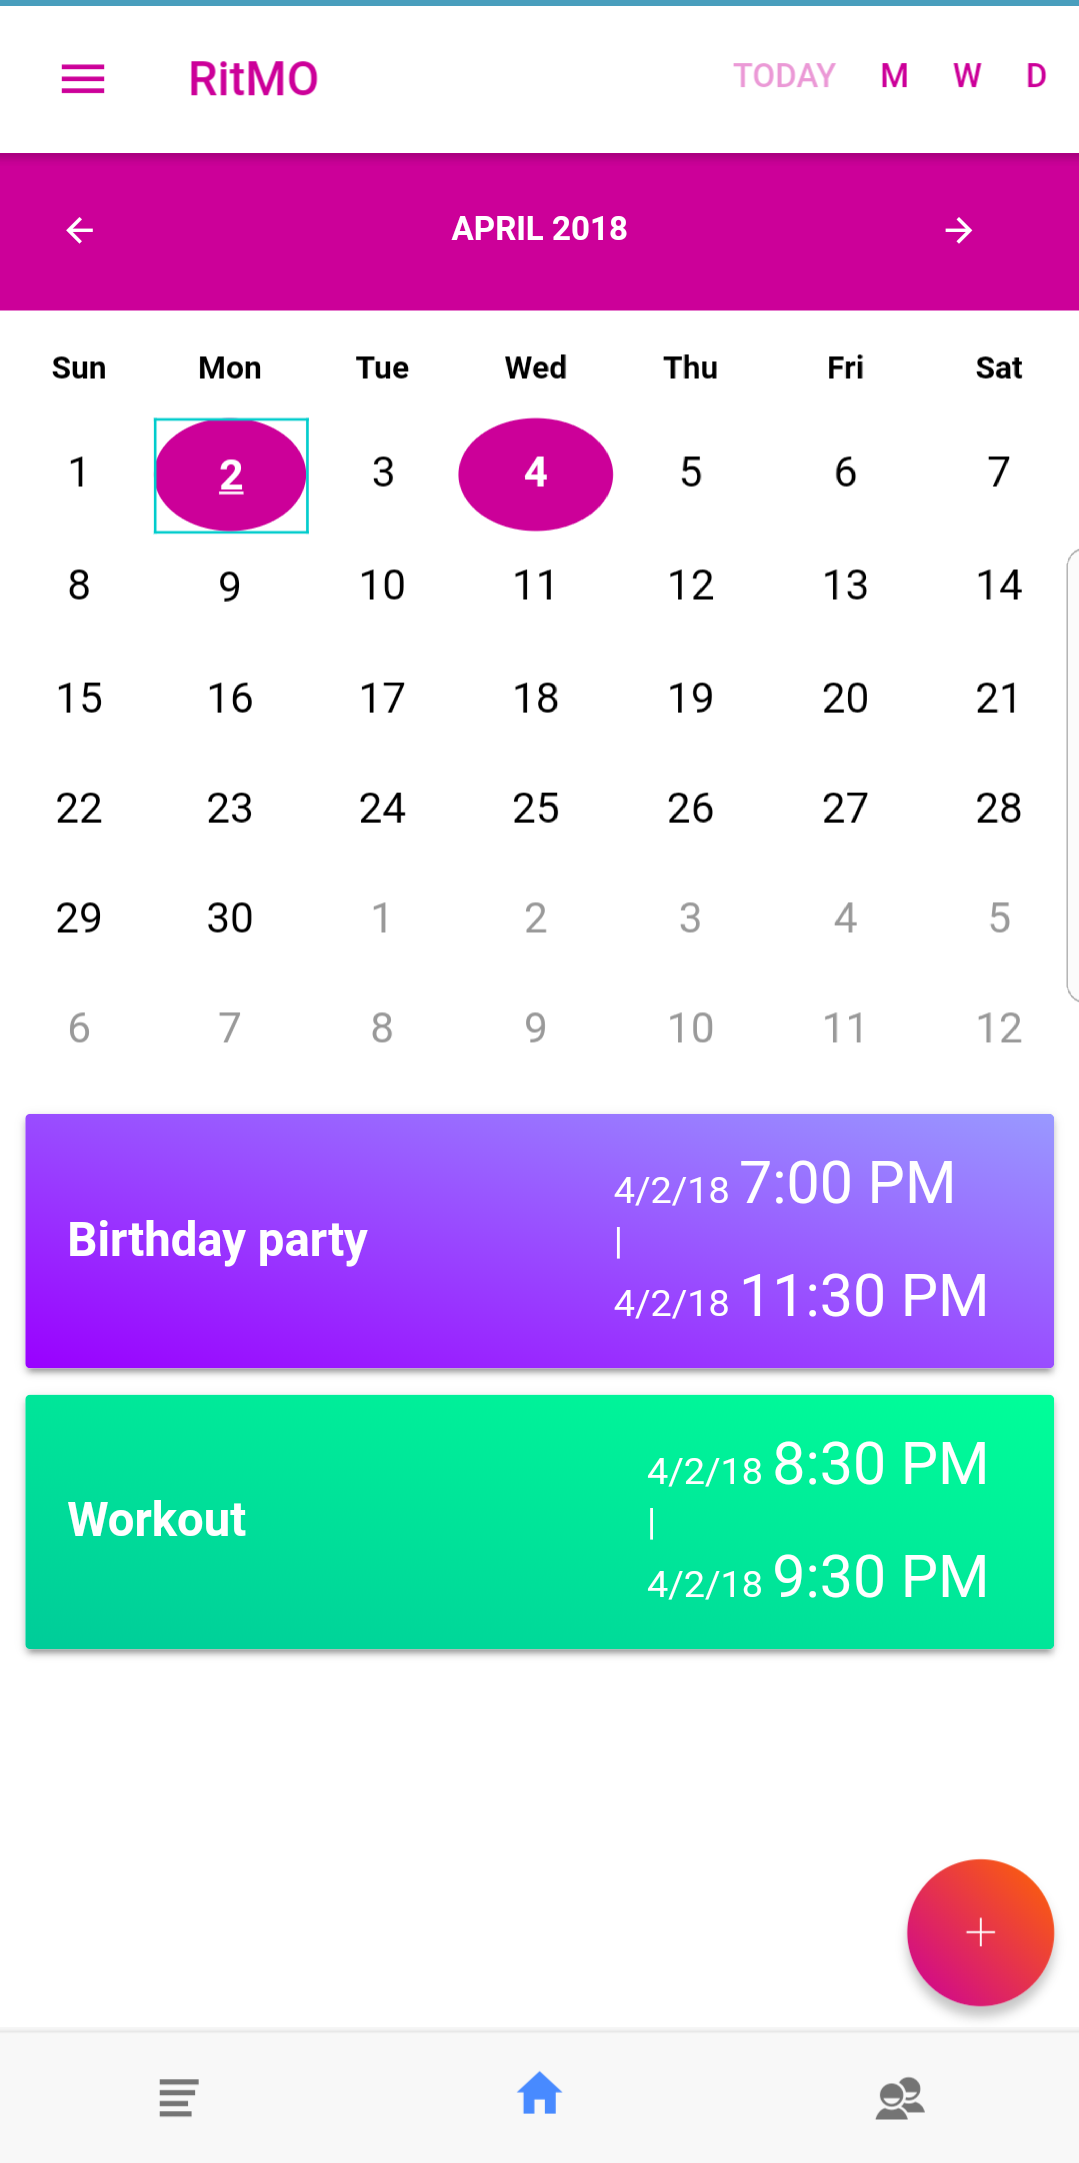 RitMO TODAY M W D
APRIL 2018
Sun Mon Tue Wed Thu Fri Sat
1 2 3 4 5 6 7
8 9 10 11 12 13 14
15 16 17 18 19 20 21
22 23 24 25 26 27 28
29 30 1 2 3 4 5
6 7 8 9 10 11 12
Birthday party
4/2/18 7:00 PM
|
4/2/18 11:30 PM
Workout
4/2/18 8:30 PM
|
4/2/18 9:30 PM